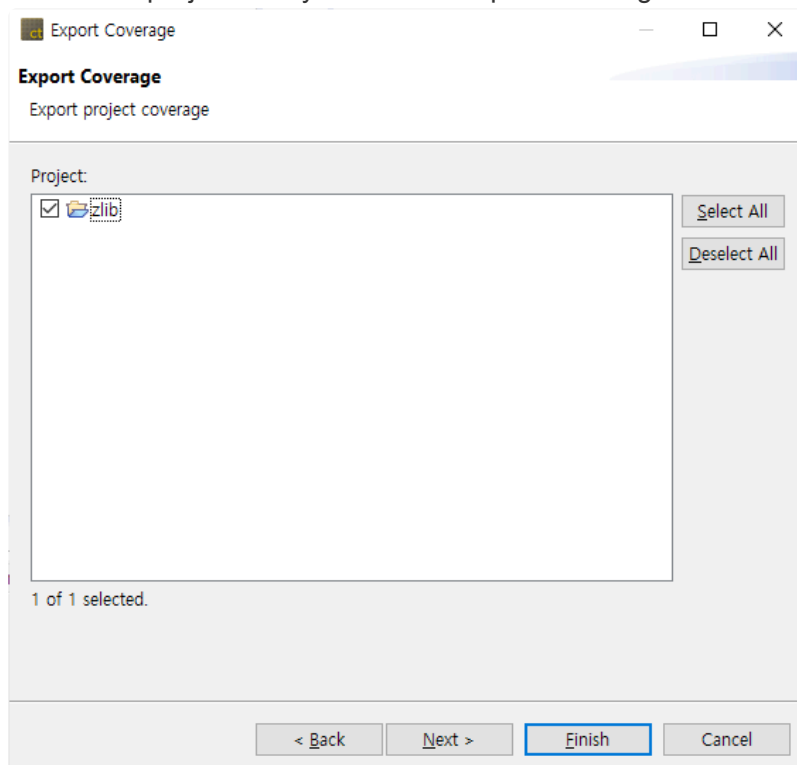 Export Coverage
Export Coverage
Export project coverage
Project:
zlib
Select All
Deselect All
1 of 1 selected.
< Back
Next >
Finish
Cancel